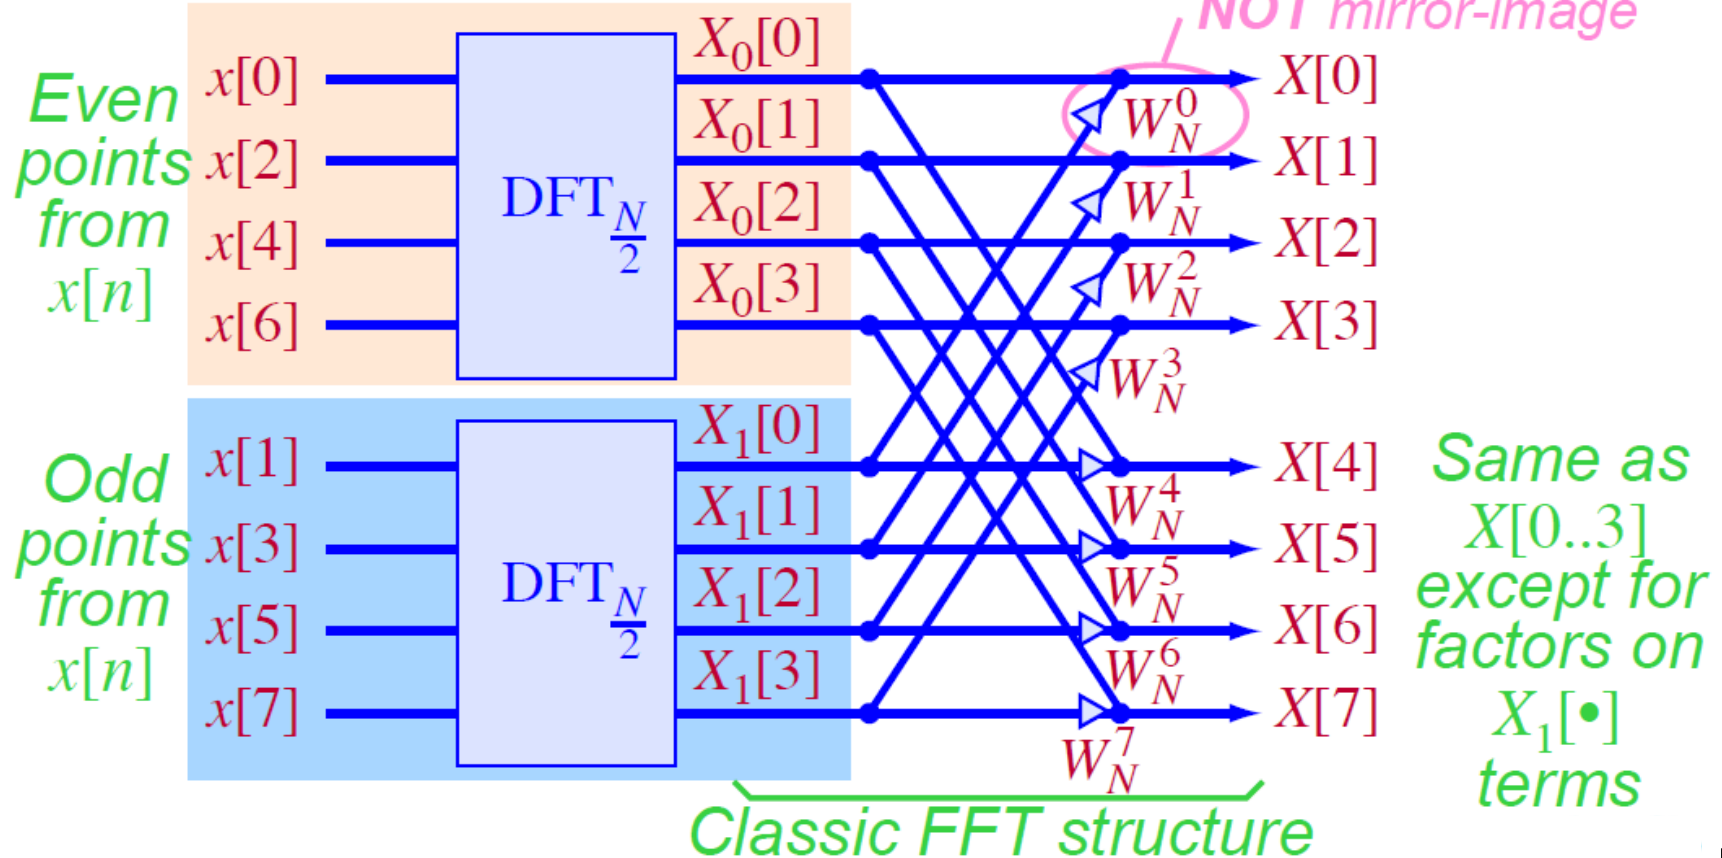 NOT mirror-image
Even
points
from
x[n]
x[0]
x[2]
x[4]
x[6]
DFT_{N/2}
X_0[0]
X_0[1]
X_0[2]
X_0[3]
W_N^0
W_N^1
W_N^2
W_N^3
X[0]
X[1]
X[2]
X[3]
Odd
points
from
x[n]
x[1]
x[3]
x[5]
x[7]
DFT_{N/2}
X_1[0]
X_1[1]
X_1[2]
X_1[3]
W_N^4
W_N^5
W_N^6
W_N^7
X[4]
X[5]
X[6]
X[7]
Same as
X[0..3]
except for
factors on
X_1[•]
terms
Classic FFT structure